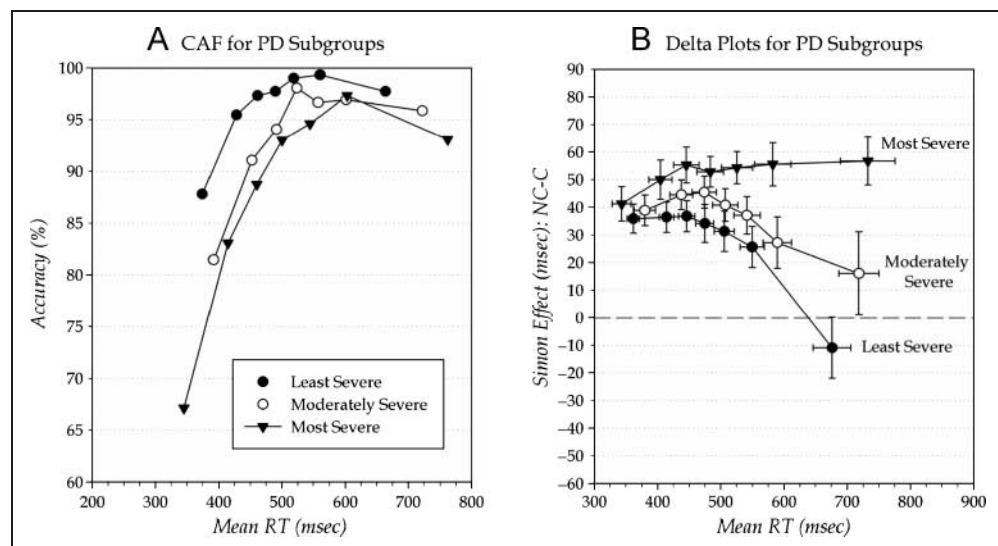 A CAF for PD Subgroups
Accuracy (%)
100
95
90
85
80
75
70
65
60
Least Severe
Moderately Severe
Most Severe
200 300 400 500 600 700 800
Mean RT (msec)
B Delta Plots for PD Subgroups
Simon Effect (msec): NC-C
90
80
70
60
50
40
30
20
10
0
–10
–20
–30
–40
–50
–60
Most Severe
Moderately
Severe
Least Severe
300 400 500 600 700 800 900
Mean RT (msec)